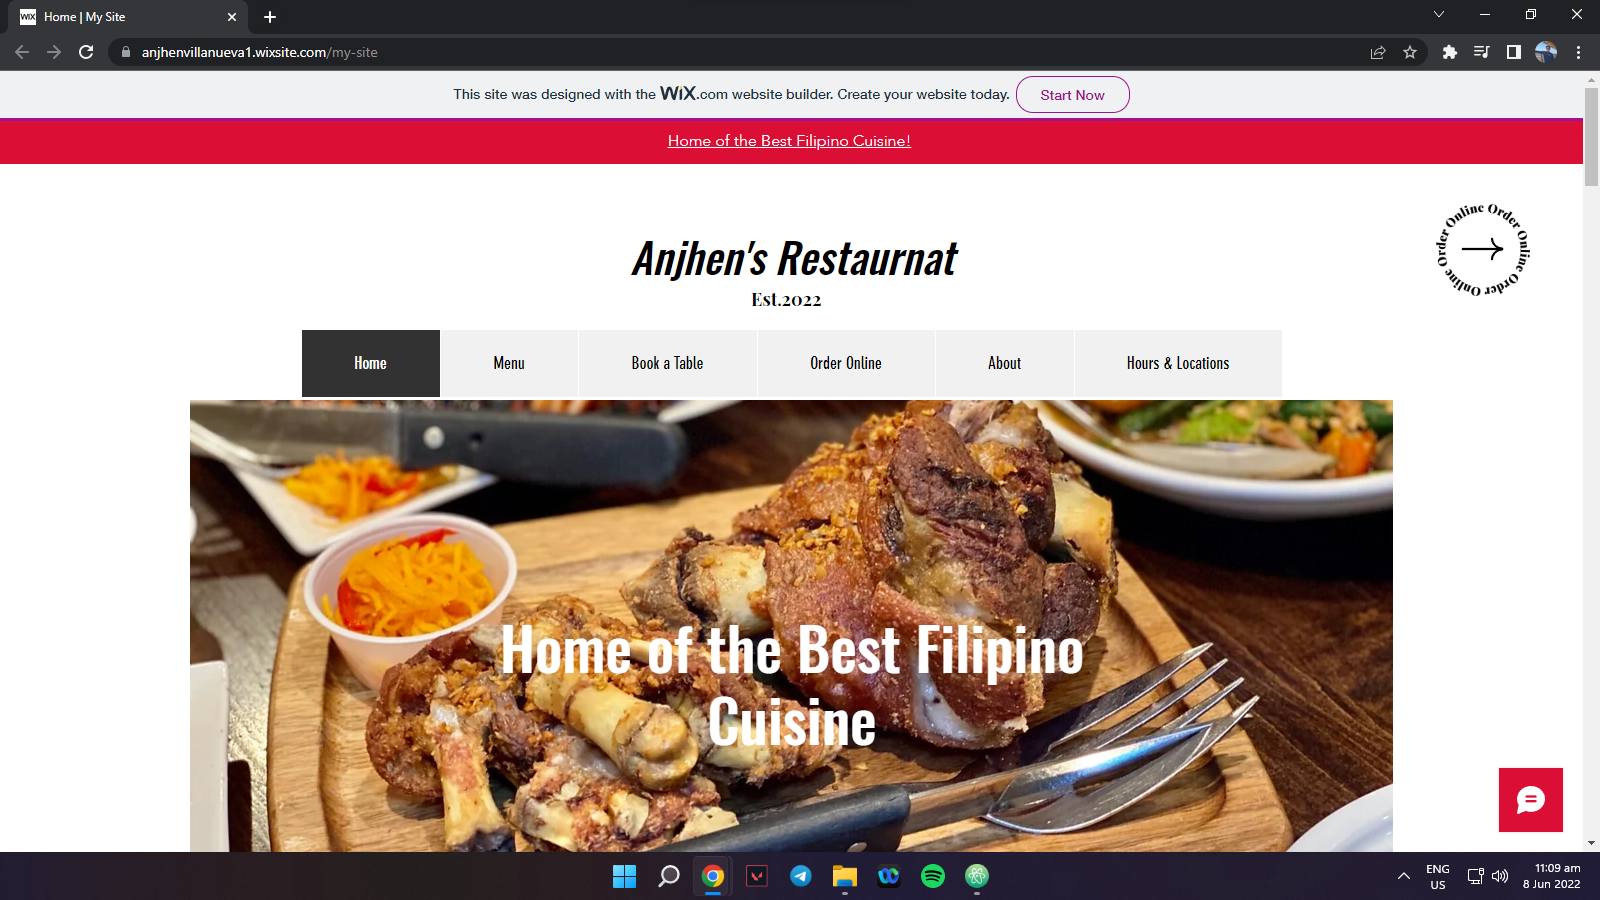 WIX Home | My Site
anjhenvillanueva1.wixsite.com/my-site
This site was designed with the WiX.com website builder. Create your website today. Start Now
Home of the Best Filipino Cuisine!
Order Online Order Online Order Online
Anjhen's Restaurnat
Est.2022
Home Menu Book a Table Order Online About Hours & Locations
Home of the Best Filipino
Cuisine
ENG
US
11:09 am
8 Jun 2022